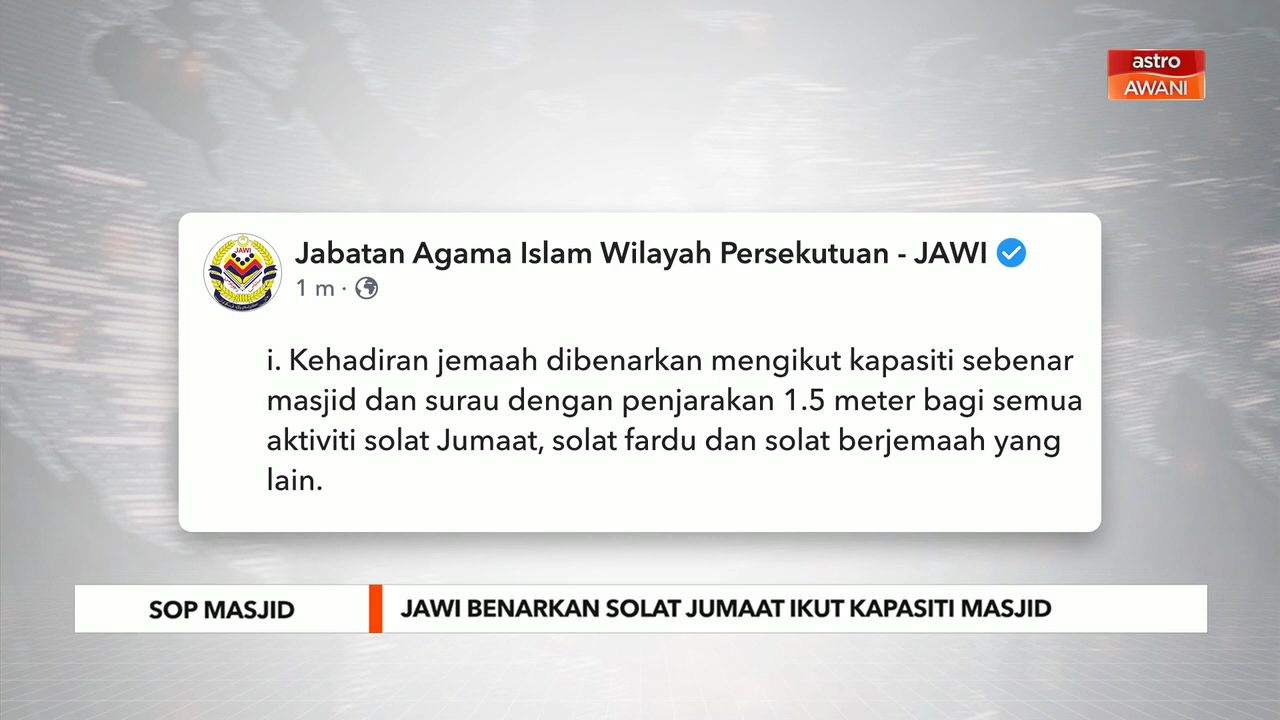 astro
AWANI
JAWI
Jabatan Agama Islam Wilayah Persekutuan - JAWI
1 m ·
i. Kehadiran jemaah dibenarkan mengikut kapasiti sebenar
masjid dan surau dengan penjarakan 1.5 meter bagi semua
aktiviti solat Jumaat, solat fardu dan solat berjemaah yang
lain.
SOP MASJID
JAWI BENARKAN SOLAT JUMAAT IKUT KAPASITI MASJID